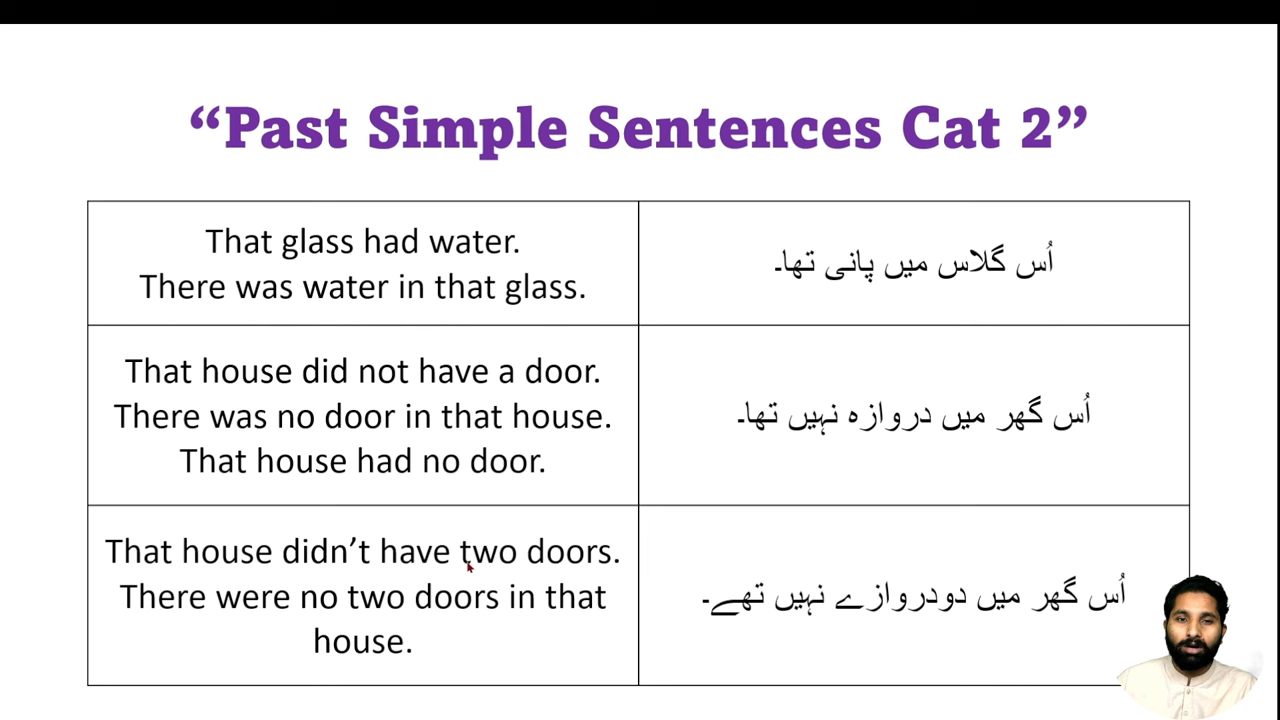 “Past Simple Sentences Cat 2”
That glass had water.
There was water in that glass.
اُس گلاس میں پانی تھا۔
That house did not have a door.
There was no door in that house.
That house had no door.
اُس گھر میں دروازہ نہیں تھا۔
That house didn’t have two doors.
There were no two doors in that
house.
اُس گھر میں دودروازے نہیں تھے۔